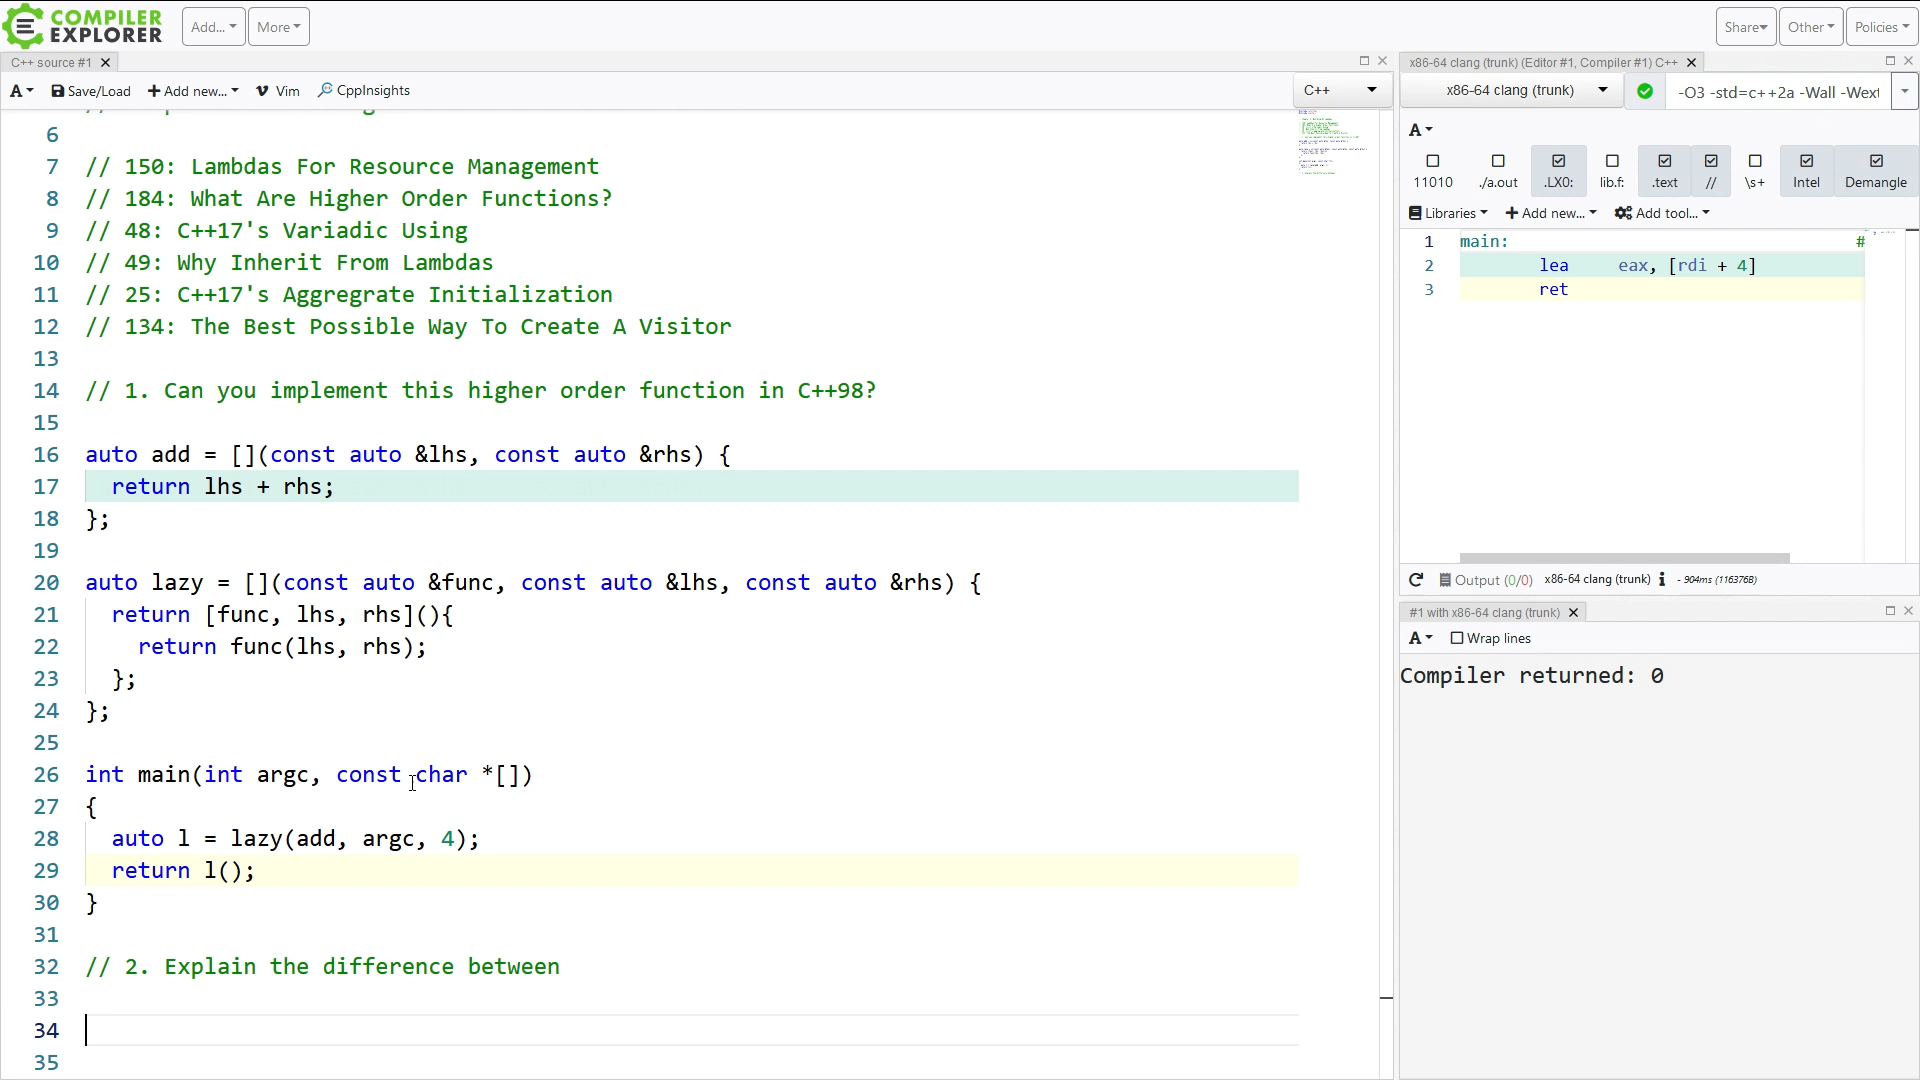 COMPILER
EXPLORER
Add...
More
Share
Other
Policies
C++ source #1
A
Save/Load
Add new...
Vim
CppInsights
C++
6
7 // 150: Lambdas For Resource Management
8 // 184: What Are Higher Order Functions?
9 // 48: C++17's Variadic Using
10 // 49: Why Inherit From Lambdas
11 // 25: C++17's Aggregrate Initialization
12 // 134: The Best Possible Way To Create A Visitor
13
14 // 1. Can you implement this higher order function in C++98?
15
16 auto add = [](const auto &lhs, const auto &rhs) {
17 return lhs + rhs;
18 };
19
20 auto lazy = [](const auto &func, const auto &lhs, const auto &rhs) {
21 return [func, lhs, rhs](){
22 return func(lhs, rhs);
23 };
24 };
25
26 int main(int argc, const char *[])
27 {
28 auto l = lazy(add, argc, 4);
29 return l();
30 }
31
32 // 2. Explain the difference between
33
34
35
x86-64 clang (trunk) (Editor #1, Compiler #1) C++
x86-64 clang (trunk)
-O3 -std=c++2a -Wall -Wext
A
11010 ./a.out .LX0: lib.f: .text // \s+ Intel Demangle
Libraries Add new... Add tool...
1 main: #
2 lea eax, [rdi + 4]
3 ret
Output (0/0) x86-64 clang (trunk) i - 904ms (116376B)
#1 with x86-64 clang (trunk)
A Wrap lines
Compiler returned: 0